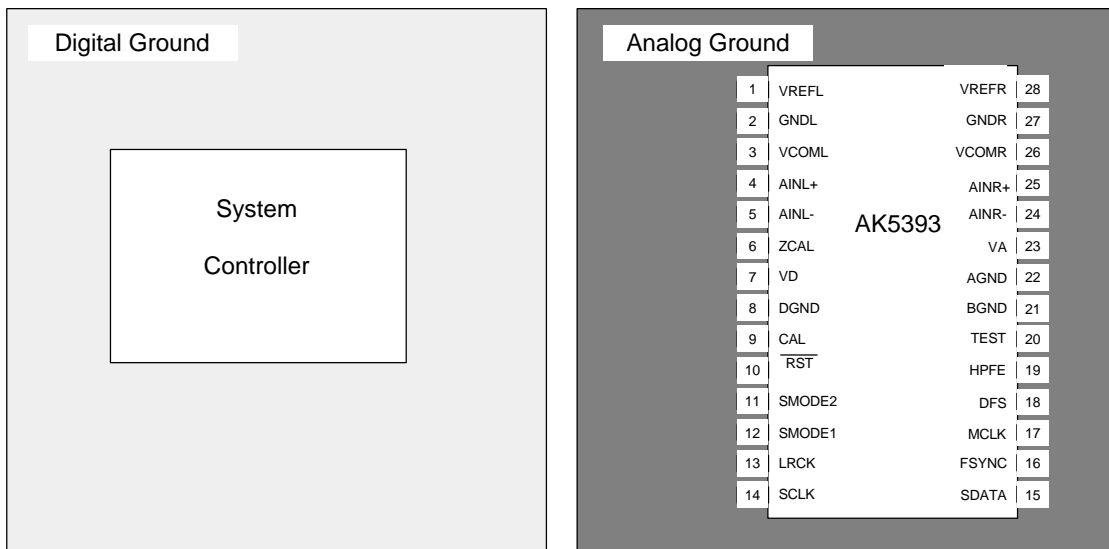 Digital Ground
System
Controller
Analog Ground
AK5393
1 VREFL
2 GNDL
3 VCOML
4 AINL+
5 AINL-
6 ZCAL
7 VD
8 DGND
9 CAL
10 RST
11 SMODE2
12 SMODE1
13 LRCK
14 SCLK
VREFR 28
GNDR 27
VCOMR 26
AINR+ 25
AINR- 24
VA 23
AGND 22
BGND 21
TEST 20
HPFE 19
DFS 18
MCLK 17
FSYNC 16
SDATA 15